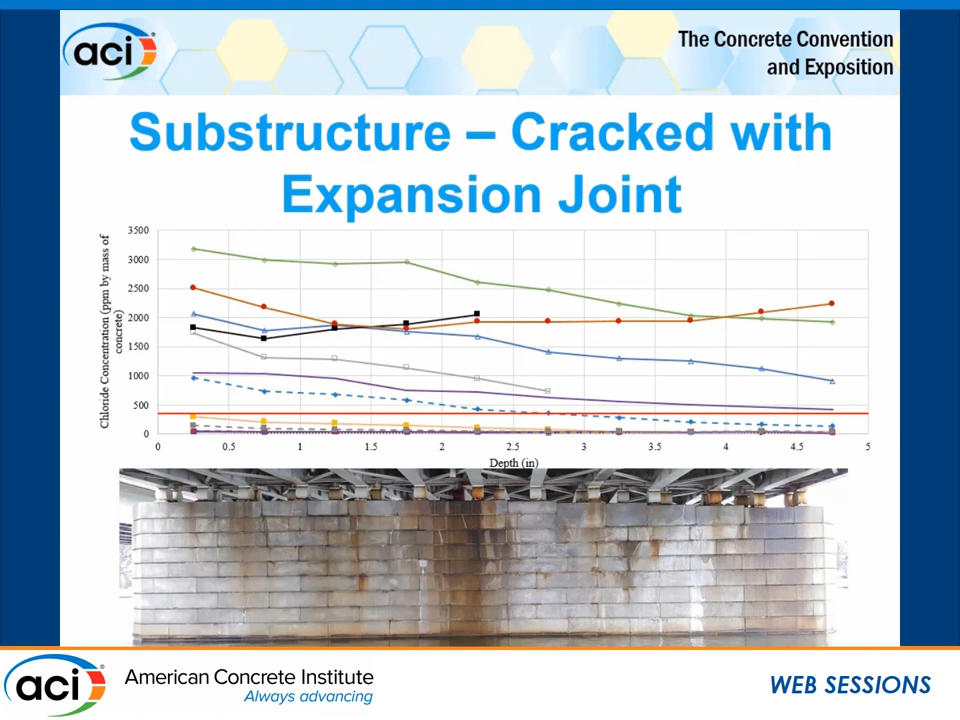 aci
The Concrete Convention
and Exposition
Substructure – Cracked with
Expansion Joint
Chloride Concentration (ppm by mass of
concrete)
3500
3000
2500
2000
1500
1000
500
0
0 0.5 1 1.5 2 2.5 3 3.5 4 4.5 5
Depth (in)
aci
American Concrete Institute
Always advancing
WEB SESSIONS